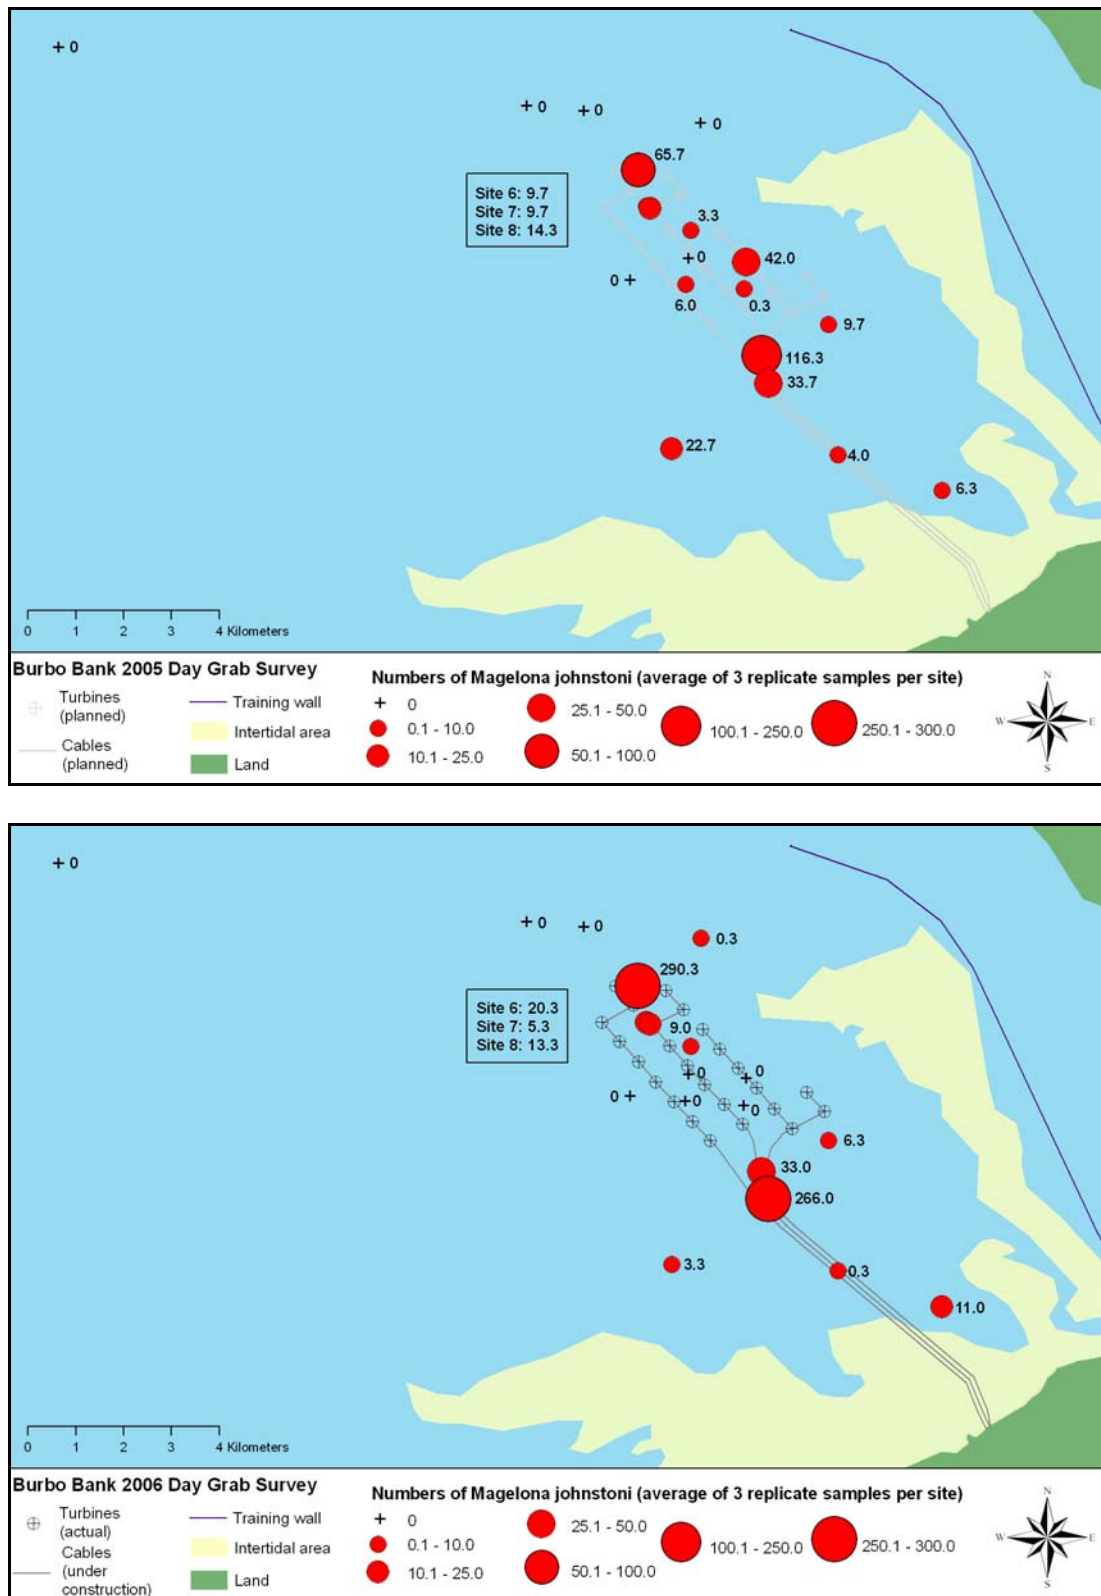 + 0
+ 0
+ 0
+ 0
65.7
Site 6: 9.7
Site 7: 9.7
Site 8: 14.3
3.3
+ 0
42.0
0 +
6.0
0.3
9.7
116.3
33.7
22.7
4.0
6.3
0 1 2 3 4 Kilometers
Burbo Bank 2005 Day Grab Survey
Turbines
(planned)
Cables
(planned)
Training wall
Intertidal area
Land
Numbers of Magelona johnstoni (average of 3 replicate samples per site)
+ 0
0.1 - 10.0
10.1 - 25.0
25.1 - 50.0
50.1 - 100.0
100.1 - 250.0
250.1 - 300.0
N
W E
S
+ 0
+ 0
+ 0
0.3
290.3
Site 6: 20.3
Site 7: 5.3
Site 8: 13.3
9.0
+ 0
+ 0
0 +
+ 0
+ 0
6.3
33.0
266.0
3.3
0.3
11.0
0 1 2 3 4 Kilometers
Burbo Bank 2006 Day Grab Survey
Turbines
(actual)
Cables
(under
construction)
Training wall
Intertidal area
Land
Numbers of Magelona johnstoni (average of 3 replicate samples per site)
+ 0
0.1 - 10.0
10.1 - 25.0
25.1 - 50.0
50.1 - 100.0
100.1 - 250.0
250.1 - 300.0
N
W E
S